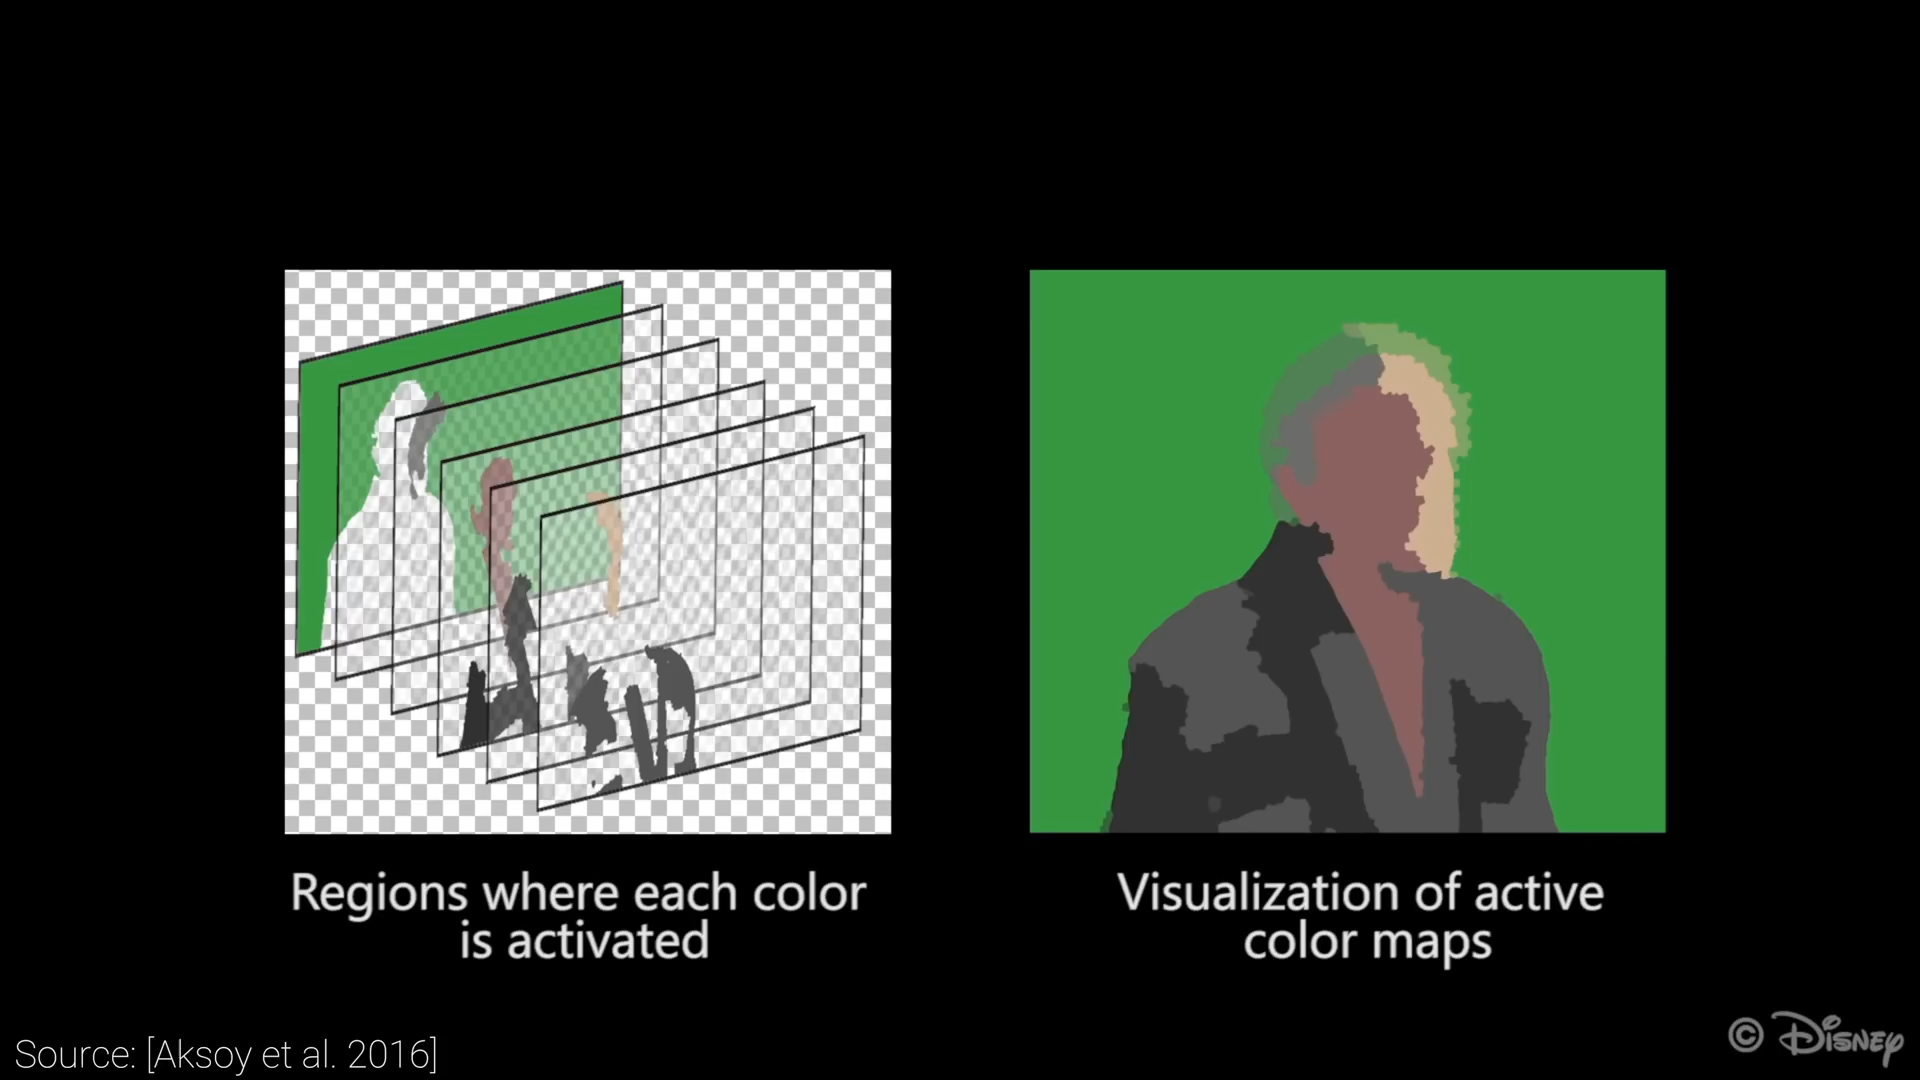 Regions where each color
is activated
Visualization of active
color maps
Source: [Aksoy et al. 2016]
© Disney